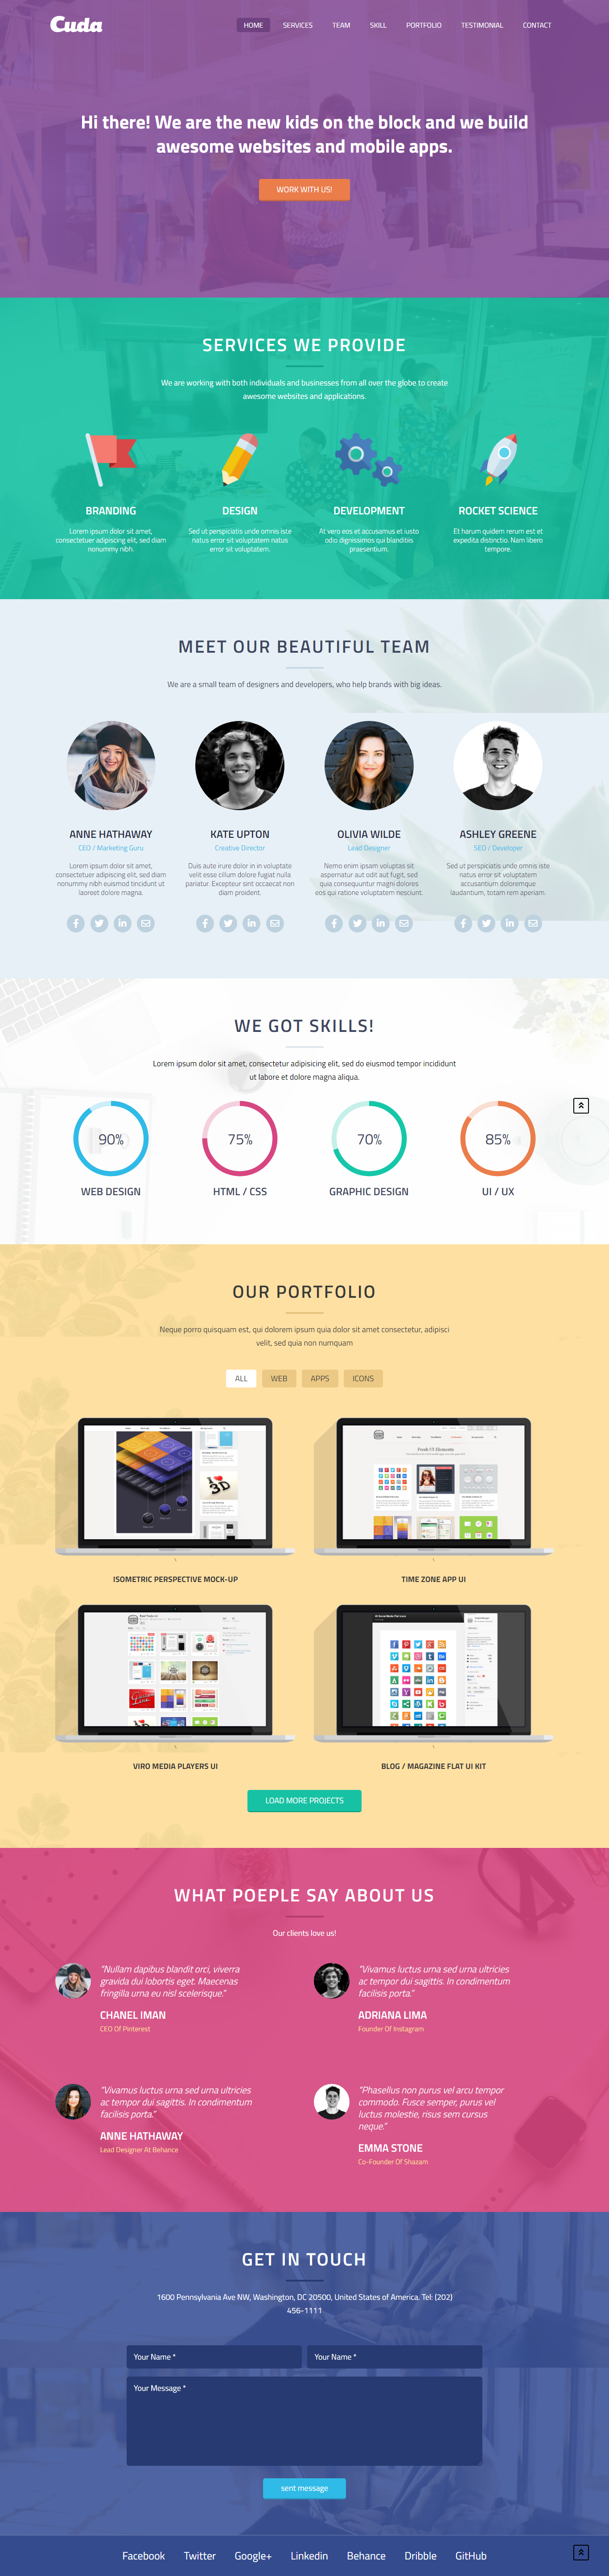 Cuda
HOME SERVICES TEAM SKILL PORTFOLIO TESTIMONIAL CONTACT
Hi there! We are the new kids on the block and we build
awesome websites and mobile apps.
WORK WITH US!
SERVICES WE PROVIDE
We are working with both individuals and businesses from all over the globe to create
awesome websites and applications.
BRANDING
Lorem ipsum dolor sit amet,
consectetuer adipiscing elit, sed diam
nonummy nibh.
DESIGN
Sed ut perspiciatis unde omnis iste
natus error sit voluptatem natus
error sit voluptatem.
DEVELOPMENT
At vero eos et accusamus et iusto
odio dignissimos qui blanditiis
praesentium.
ROCKET SCIENCE
Et harum quidem rerum est et
expedita distinctio. Nam libero
tempore.
MEET OUR BEAUTIFUL TEAM
We are a small team of designers and developers, who help brands with big ideas.
ANNE HATHAWAY
CEO / Marketing Guru
Lorem ipsum dolor sit amet,
consectetuer adipiscing elit, sed diam
nonummy nibh euismod tincidunt ut
laoreet dolore magna.
KATE UPTON
Creative Director
Duis aute irure dolor in in voluptate
velit esse cillum dolore fugiat nulla
pariatur. Excepteur sint occaecat non
diam proident.
OLIVIA WILDE
Lead Designer
Nemo enim ipsam voluptas sit
aspernatur aut odit aut fugit, sed
quia consequuntur magni dolores
eos qui ratione voluptatem nesciunt.
ASHLEY GREENE
SEO / Developer
Sed ut perspiciatis unde omnis iste
natus error sit voluptatem
accusantium doloremque
laudantium, totam rem aperiam.
WE GOT SKILLS!
Lorem ipsum dolor sit amet, consectetur adipisicing elit, sed do eiusmod tempor incididunt
ut labore et dolore magna aliqua.
90% 75% 70% 85%
WEB DESIGN HTML / CSS GRAPHIC DESIGN UI / UX
OUR PORTFOLIO
Neque porro quisquam est, qui dolorem ipsum quia dolor sit amet consectetur, adipisci
velit, sed quia non numquam
ALL WEB APPS ICONS
I
3D
Fresh UI Elements
ISOMETRIC PERSPECTIVE MOCK-UP
TIME ZONE APP UI
VIRO MEDIA PLAYERS UI
BLOG / MAGAZINE FLAT UI KIT
LOAD MORE PROJECTS
WHAT POEPLE SAY ABOUT US
Our clients love us!
"Nullam dapibus blandit orci, viverra
gravida dui lobortis eget. Maecenas
fringilla urna eu nisl scelerisque."
CHANEL IMAN
CEO Of Pinterest
"Vivamus luctus urna sed urna ultricies
ac tempor dui sagittis. In condimentum
facilisis porta."
ADRIANA LIMA
Founder Of Instagram
"Vivamus luctus urna sed urna ultricies
ac tempor dui sagittis. In condimentum
facilisis porta."
ANNE HATHAWAY
Lead Designer At Behance
"Phasellus non purus vel arcu tempor
commodo. Fusce semper, purus vel
luctus molestie, risus sem cursus
neque."
EMMA STONE
Co-Founder Of Shazam
GET IN TOUCH
1600 Pennsylvania Ave NW, Washington, DC 20500, United States of America. Tel: (202)
456-1111
Your Name * Your Name *
Your Message *
sent message
Facebook Twitter Google+ Linkedin Behance Dribble GitHub